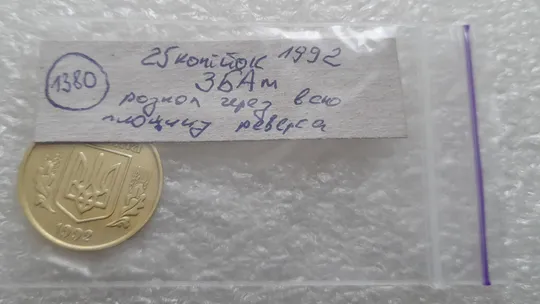 1380
25 копійок 1992
3БАм
розкол через всю
площину реверса
1992